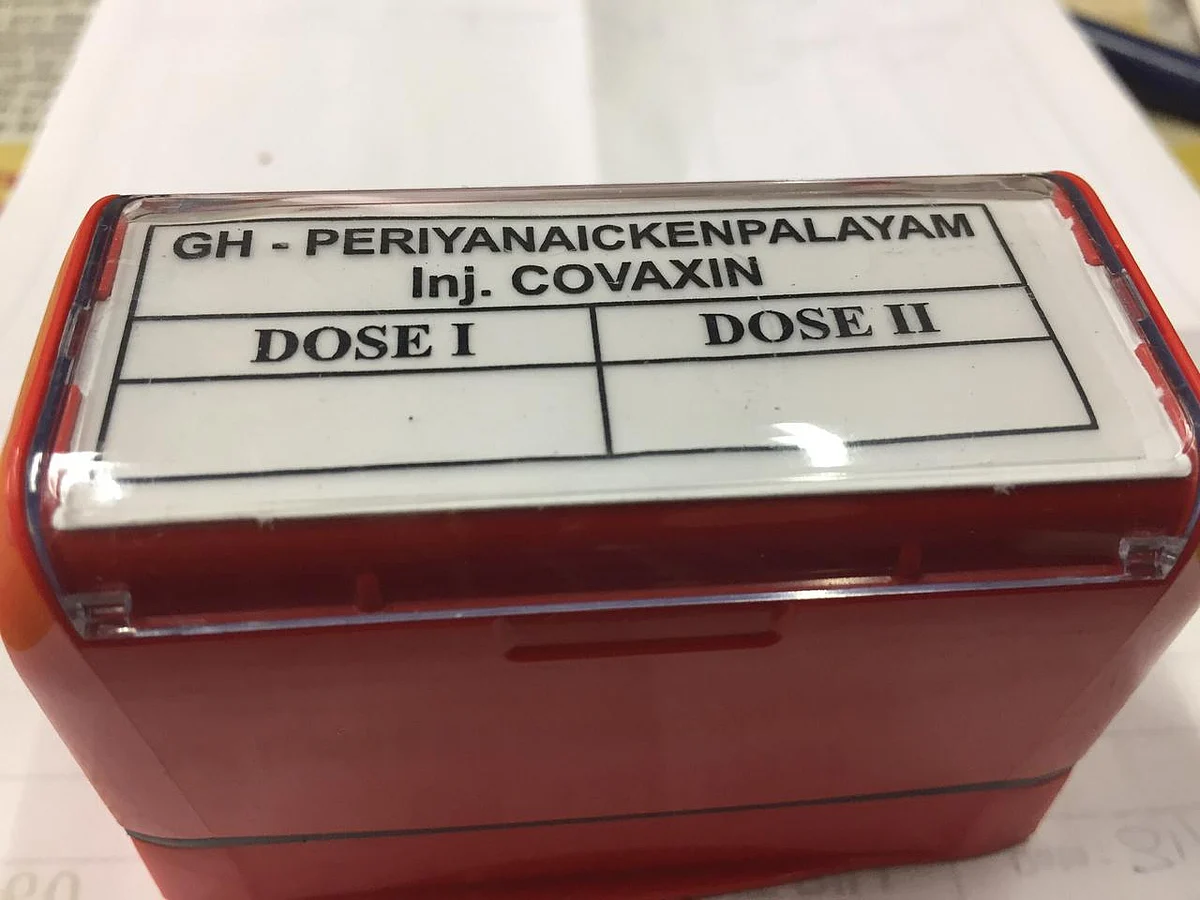 GH - PERIYANAICKENPALAYAM
Inj. COVAXIN
DOSE I
DOSE II